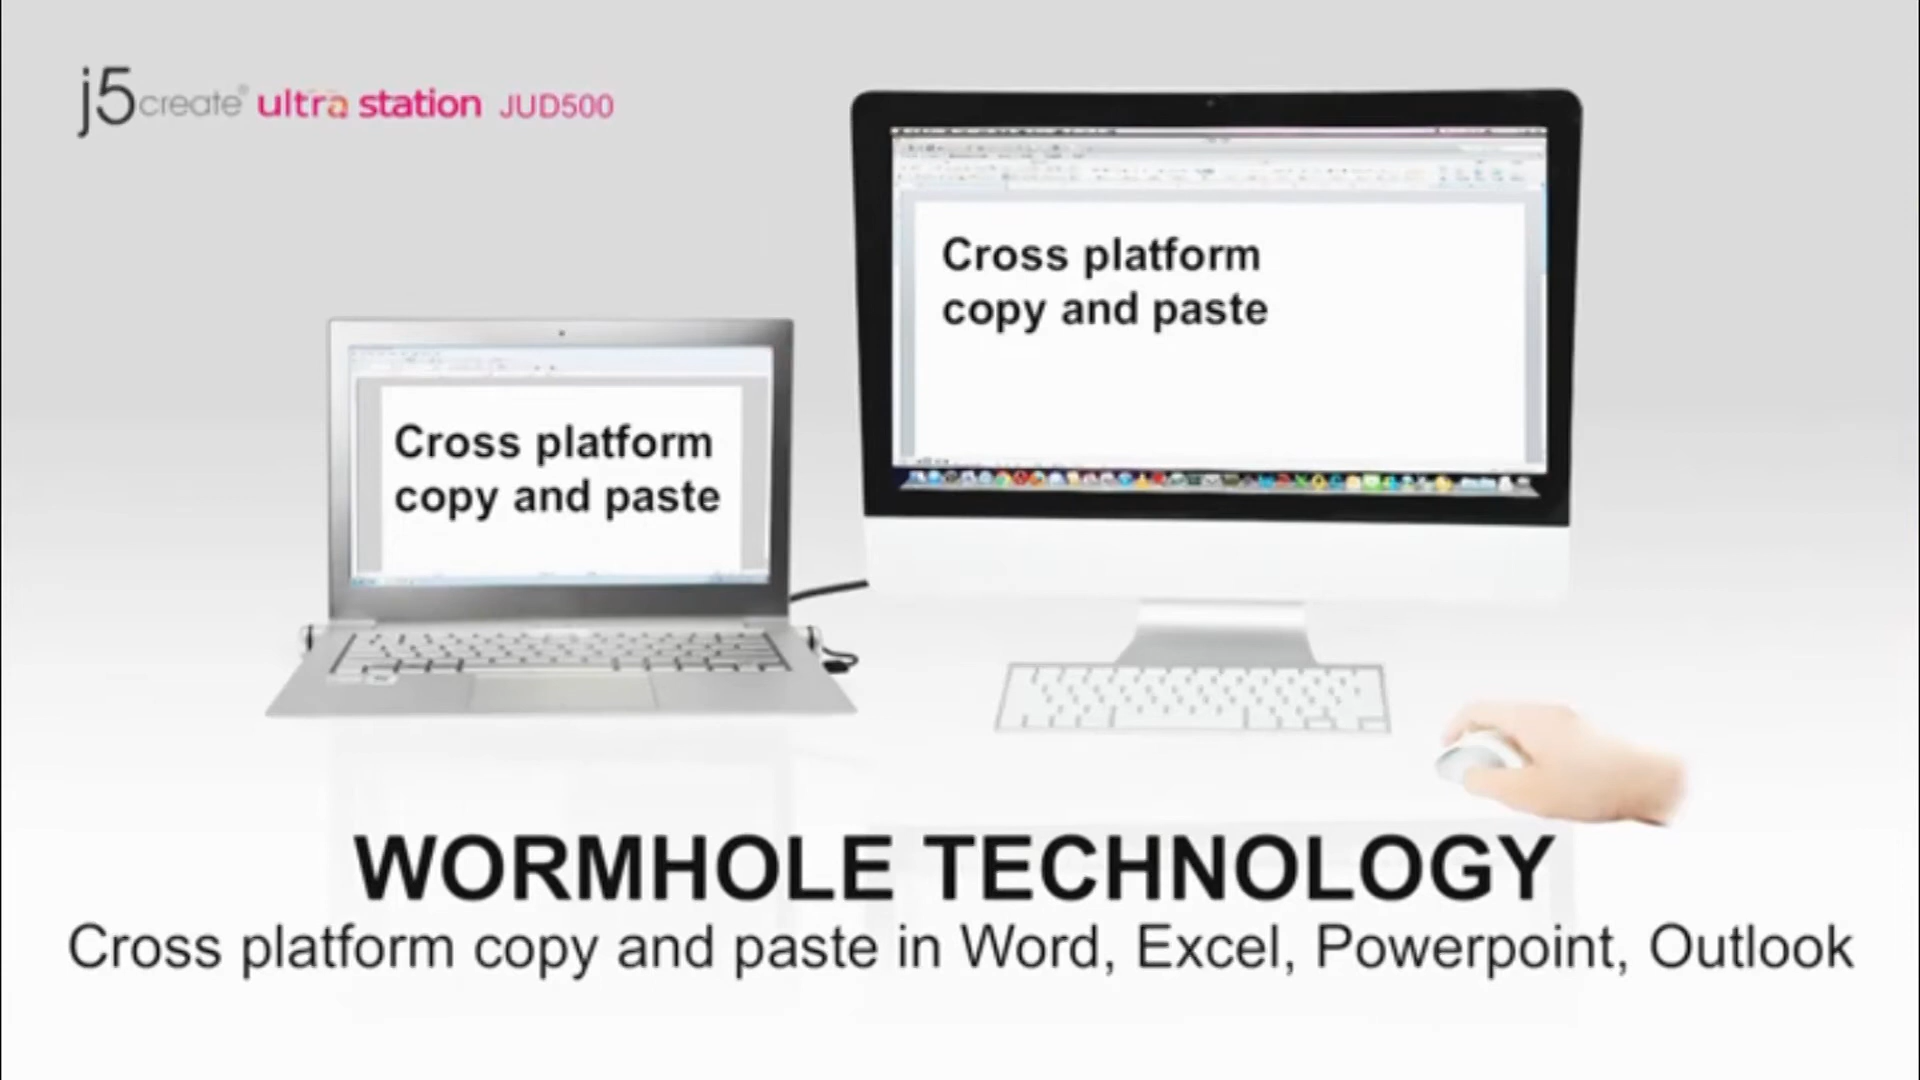 j5create® ultra station JUD500
Cross platform
copy and paste
Cross platform
copy and paste
WORMHOLE TECHNOLOGY
Cross platform copy and paste in Word, Excel, Powerpoint, Outlook